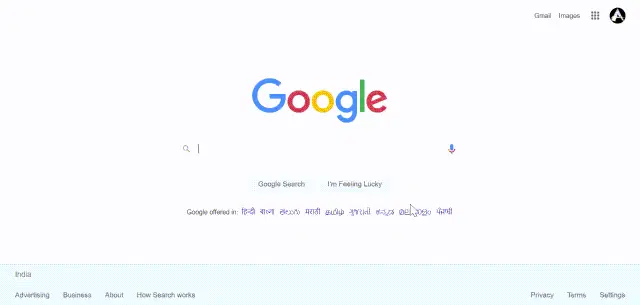 Gmail Images
Google
Google Search I'm Feeling Lucky
Google offered in: हिन्दी বাংলা తెలుగు मराठी தமிழ் ગુજરાતી ಕನ್ನಡ മലയാളം ਪੰਜਾਬੀ
India
Advertising Business About How Search works Privacy Terms Settings